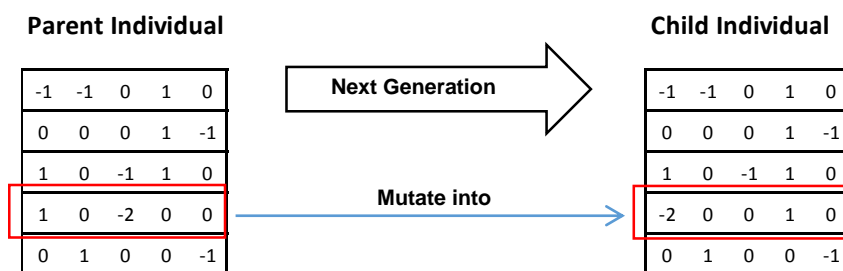 Parent Individual
Next Generation
Child Individual
-1 -1 0 1 0
0 0 0 1 -1
1 0 -1 1 0
1 0 -2 0 0
0 1 0 0 -1
Mutate into
-1 -1 0 1 0
0 0 0 1 -1
1 0 -1 1 0
-2 0 0 1 0
0 1 0 0 -1